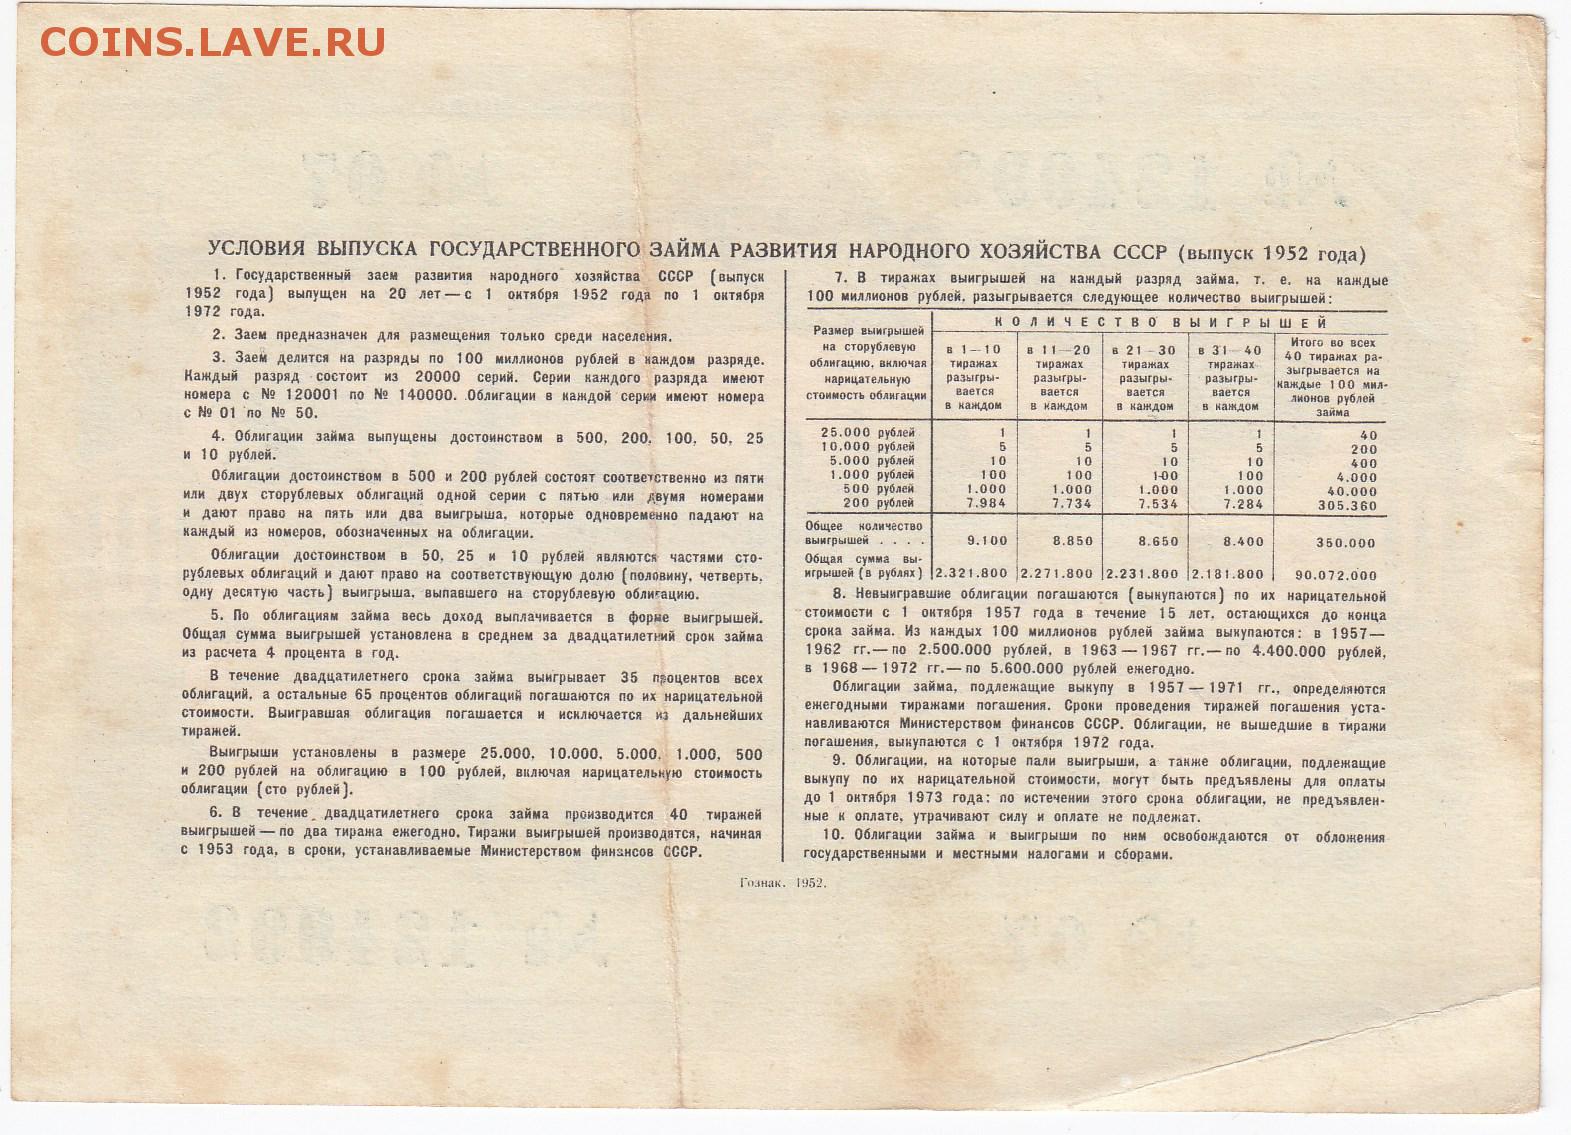 COINS.LAVE.RU
УСЛОВИЯ ВЫПУСКА ГОСУДАРСТВЕННОГО ЗАЙМА РАЗВИТИЯ НАРОДНОГО ХОЗЯЙСТВА СССР (выпуск 1952 года)
1. Государственный заем развития народного хозяйства СССР (выпуск
1952 года) выпущен на 20 лет — с 1 октября 1952 года по 1 октября
1972 года.
2. Заем предназначен для размещения только среди населения.
3. Заем делится на разряды по 100 миллионов рублей в каждом разряде.
Каждый разряд состоит из 20000 серий. Серии каждого разряда имеют
номера с № 120001 по № 140000. Облигации в каждой серии имеют номера
с № 01 по № 50.
4. Облигации займа выпущены достоинством в 500, 200, 100, 50, 25
и 10 рублей.
Облигации достоинством в 500 и 200 рублей состоят соответственно из пяти
или двух сторублевых облигаций одной серии с пятью или двумя номерами
и дают право на пять или два выигрыша, которые одновременно падают на
каждый из номеров, обозначенных на облигации.
Облигации достоинством в 50, 25 и 10 рублей являются частями сто-
рублевых облигаций и дают право на соответствующую долю (половину, четверть,
одну десятую часть) выигрыша, выпавшего на сторублевую облигацию.
5. По облигациям займа весь доход выплачивается в форме выигрышей.
Общая сумма выигрышей установлена в среднем за двадцатилетний срок займа
из расчета 4 процента в год.
В течение двадцатилетнего срока займа выигрывает 35 процентов всех
облигаций, а остальные 65 процентов облигаций погашаются по их нарицательной
стоимости. Выигравшая облигация погашается и исключается из дальнейших
тиражей.
Выигрыши установлены в размере 25.000, 10.000, 5.000, 1.000, 500
и 200 рублей на облигацию в 100 рублей, включая нарицательную стоимость
облигации (сто рублей).
6. В течение двадцатилетнего срока займа производится 40 тиражей
выигрышей — по два тиража ежегодно. Тиражи выигрышей производятся, начиная
с 1953 года, в сроки, устанавливаемые Министерством финансов СССР.
7. В тиражах выигрышей на каждый разряд займа, т. е. на каждые
100 миллионов рублей, разыгрывается следующее количество выигрышей:
Размер выигрышей
на сторублевую
облигацию, включая
нарицательную
стоимость облигации
КОЛИЧЕСТВО ВЫИГРЫШЕЙ
в 1—10
тиражах
разыгры-
вается
в каждом
в 11—20
тиражах
разыгры-
вается
в каждом
в 21—30
тиражах
разыгры-
вается
в каждом
в 31—40
тиражах
разыгры-
вается
в каждом
Итого во всех
40 тиражах ра-
зыгрывается на
каждые 100 мил-
лионов рублей
займа
25.000 рублей 1 1 1 1 40
10.000 рублей 5 5 5 5 200
5.000 рублей 10 10 10 10 400
1.000 рублей 100 100 100 100 4.000
500 рублей 1.000 1.000 1.000 1.000 40.000
200 рублей 7.984 7.734 7.534 7.284 305.360
Общее количество
выигрышей . . . . 9.100 8.850 8.650 8.400 350.000
Общая сумма вы-
игрышей (в рублях) 2.321.800 2.271.800 2.231.800 2.181.800 90.072.000
8. Невыигравшие облигации погашаются (выкупаются) по их нарицательной
стоимости с 1 октября 1957 года в течение 15 лет, остающихся до конца
срока займа. Из каждых 100 миллионов рублей займа выкупаются: в 1957—
1962 гг.—по 2.500.000 рублей, в 1963—1967 гг.—по 4.400.000 рублей,
в 1968—1972 гг.—по 5.600.000 рублей ежегодно.
Облигации займа, подлежащие выкупу в 1957—1971 гг., определяются
ежегодными тиражами погашения. Сроки проведения тиражей погашения уста-
навливаются Министерством финансов СССР. Облигации, не вышедшие в тиражи
погашения, выкупаются с 1 октября 1972 года.
9. Облигации, на которые пали выигрыши, а также облигации, подлежащие
выкупу по их нарицательной стоимости, могут быть предъявлены для оплаты
до 1 октября 1973 года; по истечении этого срока облигации, не предъявлен-
ные к оплате, утрачивают силу и оплате не подлежат.
10. Облигации займа и выигрыши по ним освобождаются от обложения
государственными и местными налогами и сборами.
Гознак. 1952.